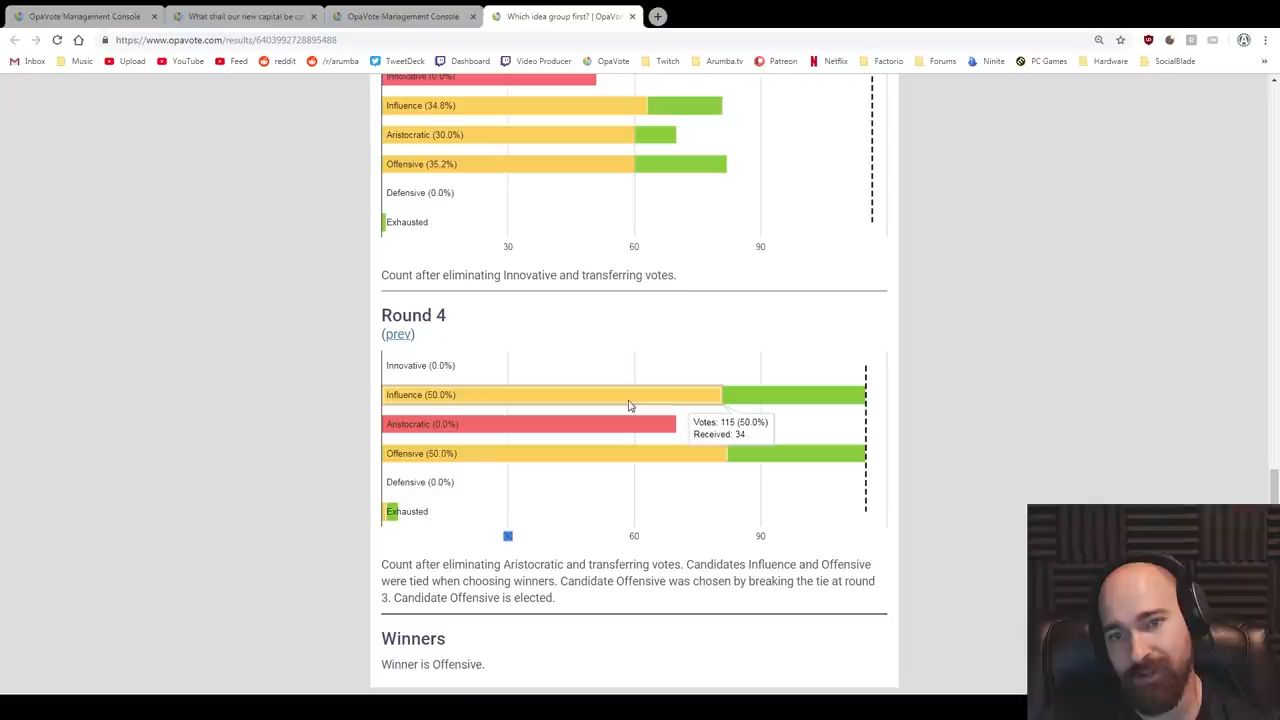 OpaVote Management Console
What shall our new capital be ca
OpaVote Management Console
Which idea group first? | OpaVo
https://www.opavote.com/results/6403992728895488
Inbox Music Upload YouTube Feed reddit /r/arumba TweetDeck Dashboard Video Producer OpaVote Twitch Arumba.tv Patreon Netflix Factorio Forums Ninite PC Games Hardware SocialBlade »
Innovative (0.0%)
Influence (34.8%)
Aristocratic (30.0%)
Offensive (35.2%)
Defensive (0.0%)
Exhausted
30 60 90
Count after eliminating Innovative and transferring votes.
Round 4
(prev)
Innovative (0.0%)
Influence (50.0%)
Votes: 115 (50.0%)
Received: 34
Aristocratic (0.0%)
Offensive (50.0%)
Defensive (0.0%)
Exhausted
30 60 90
Count after eliminating Aristocratic and transferring votes. Candidates Influence and Offensive
were tied when choosing winners. Candidate Offensive was chosen by breaking the tie at round
3. Candidate Offensive is elected.
Winners
Winner is Offensive.